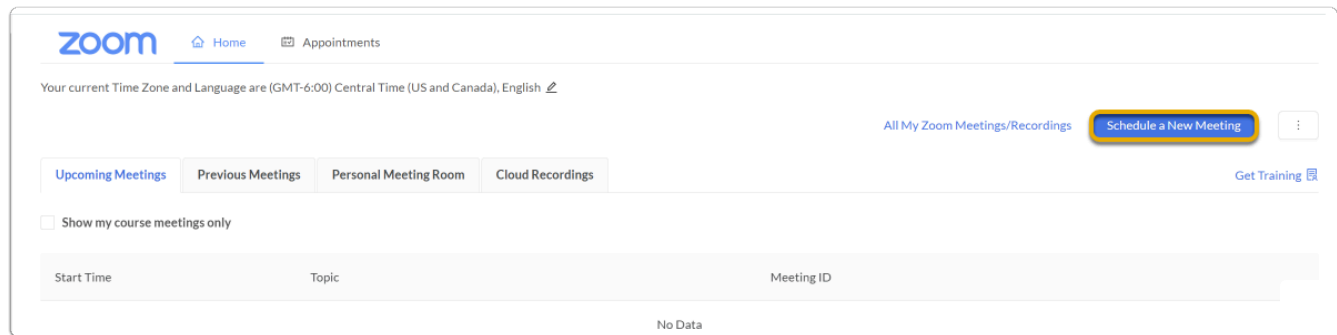 zoom Home Appointments
Your current Time Zone and Language are (GMT-6:00) Central Time (US and Canada), English
All My Zoom Meetings/Recordings Schedule a New Meeting
Upcoming Meetings Previous Meetings Personal Meeting Room Cloud Recordings Get Training
Show my course meetings only
Start Time Topic Meeting ID
No Data